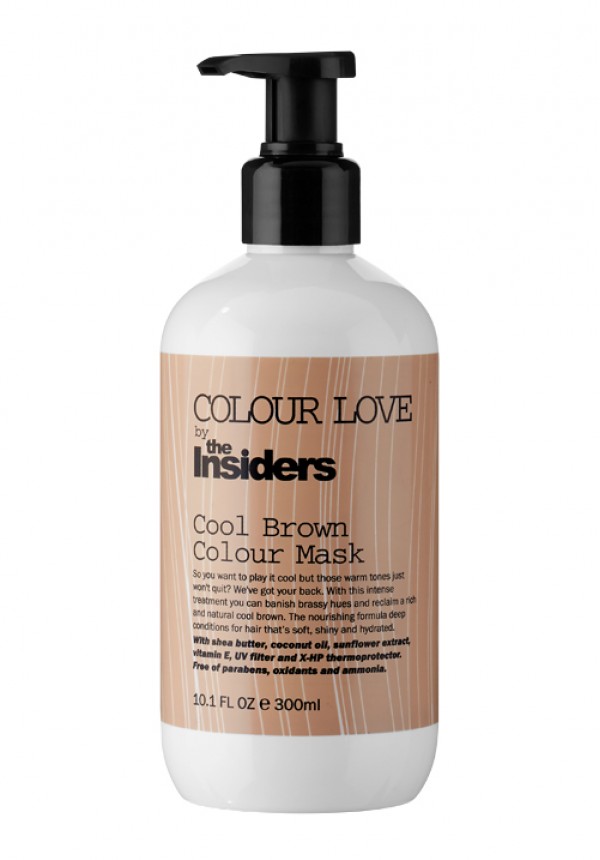 COLOUR LOVE
by
the
Insiders
Cool Brown
Colour Mask
So you want to play it cool but those warm tones just
won't quit? We've got your back. With this intense
treatment you can banish brassy hues and reclaim a rich
and natural cool brown. The nourishing formula deep
conditions for hair that's soft, shiny and hydrated.
With shea butter, coconut oil, sunflower extract,
vitamin E, UV filter and X-HP thermoprotector.
Free of parabens, oxidants and ammonia.
10.1 FL OZ e 300ml